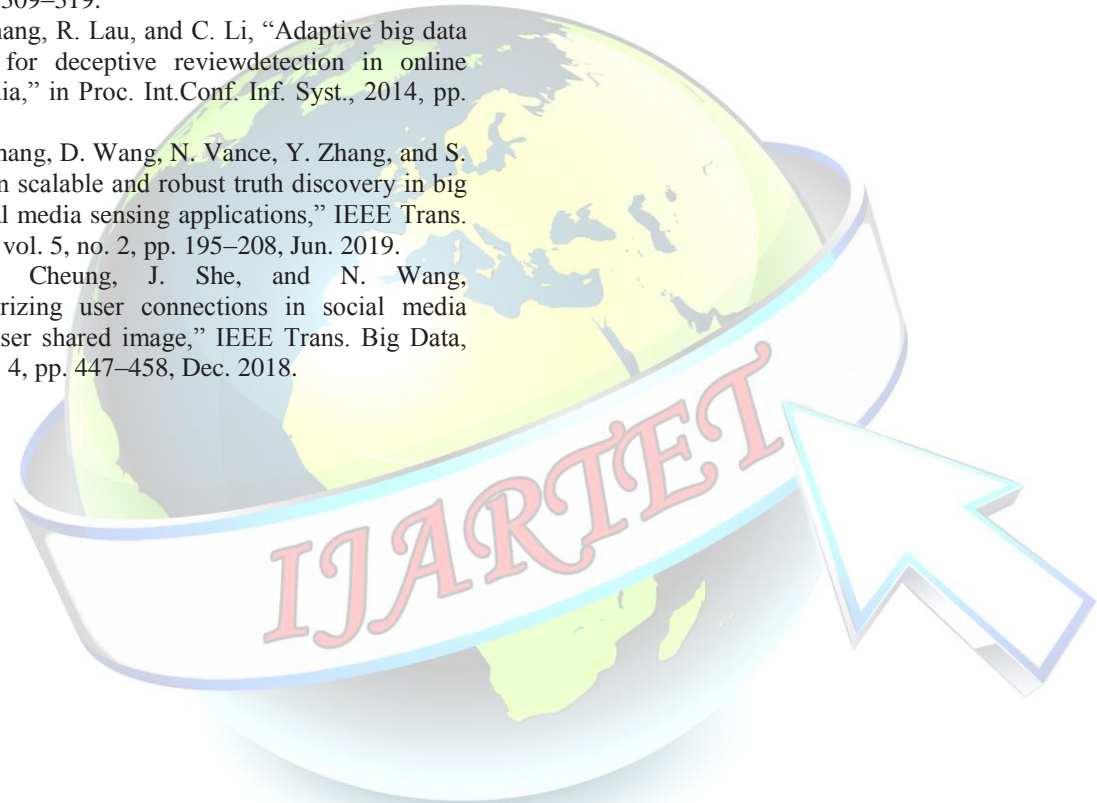 309–319.
hang, R. Lau, and C. Li, “Adaptive big data
for deceptive reviewdetection in online
lia,” in Proc. Int.Conf. Inf. Syst., 2014, pp.
hang, D. Wang, N. Vance, Y. Zhang, and S.
n scalable and robust truth discovery in big
al media sensing applications,” IEEE Trans.
vol. 5, no. 2, pp. 195–208, Jun. 2019.
Cheung, J. She, and N. Wang,
rizing user connections in social media
ser shared image,” IEEE Trans. Big Data,
4, pp. 447–458, Dec. 2018.
IJARTET